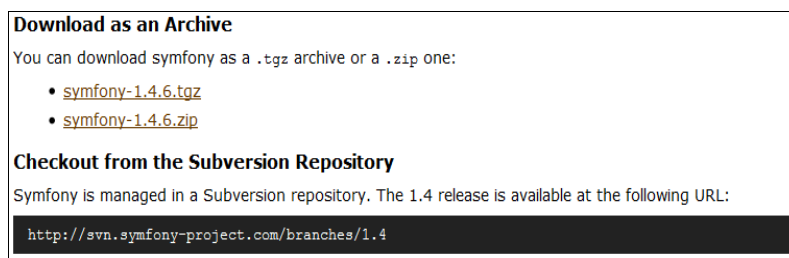 Download as an Archive
You can download symfony as a .tgz archive or a .zip one:
• symfony-1.4.6.tgz
• symfony-1.4.6.zip
Checkout from the Subversion Repository
Symfony is managed in a Subversion repository. The 1.4 release is available at the following URL:
http://svn.symfony-project.com/branches/1.4